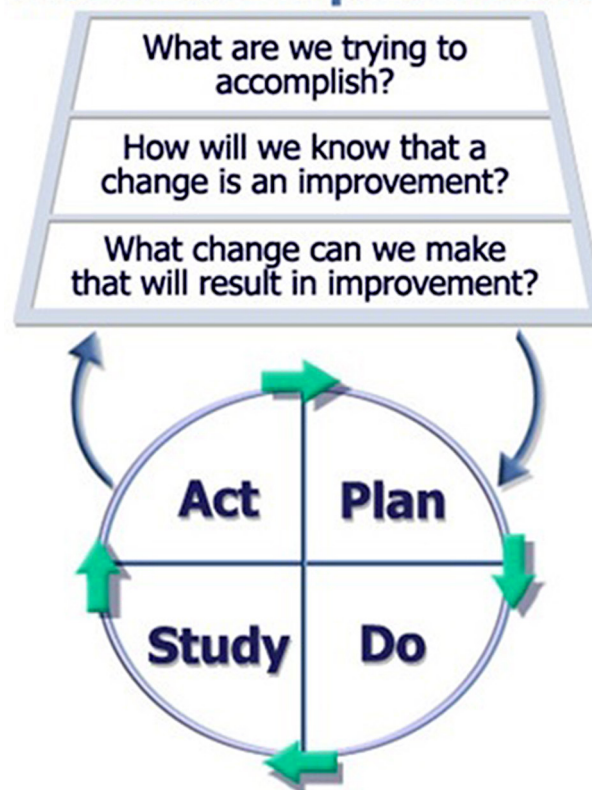 What are we trying to
accomplish?
How will we know that a
change is an improvement?
What change can we make
that will result in improvement?
Act
Plan
Study
Do